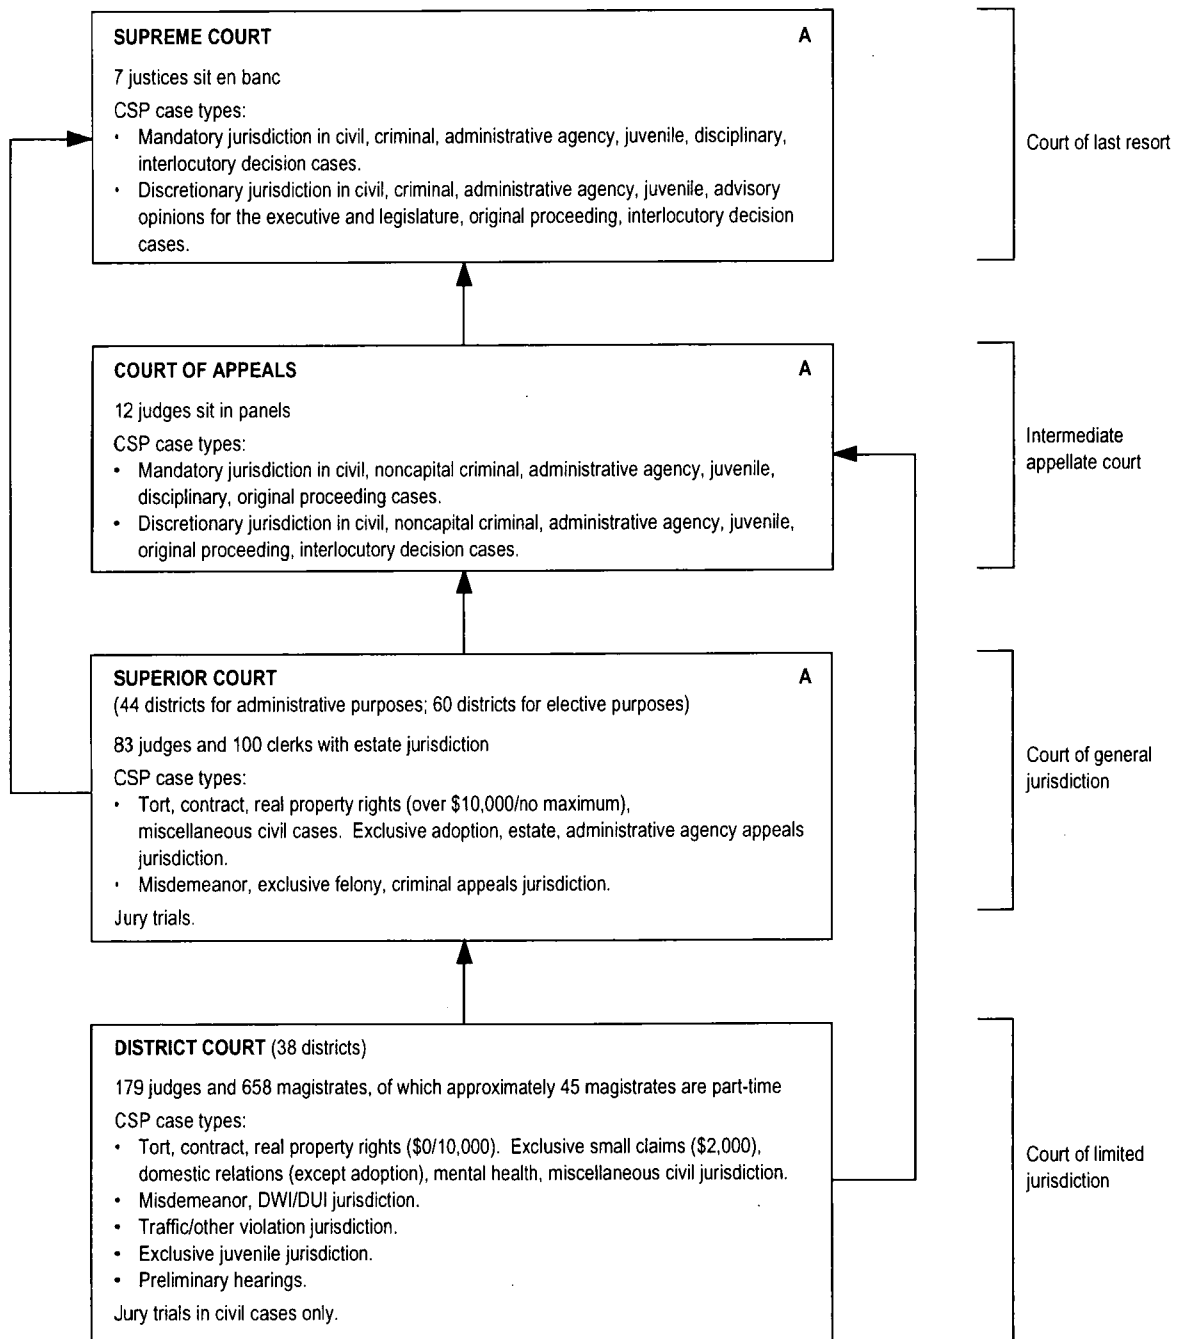 SUPREME COURT A
7 justices sit en banc
CSP case types:
• Mandatory jurisdiction in civil, criminal, administrative agency, juvenile, disciplinary,
interlocutory decision cases.
• Discretionary jurisdiction in civil, criminal, administrative agency, juvenile, advisory
opinions for the executive and legislature, original proceeding, interlocutory decision
cases.
Court of last resort
COURT OF APPEALS A
12 judges sit in panels
CSP case types:
• Mandatory jurisdiction in civil, noncapital criminal, administrative agency, juvenile,
disciplinary, original proceeding cases.
• Discretionary jurisdiction in civil, noncapital criminal, administrative agency, juvenile,
original proceeding, interlocutory decision cases.
Intermediate
appellate court
SUPERIOR COURT A
(44 districts for administrative purposes; 60 districts for elective purposes)
83 judges and 100 clerks with estate jurisdiction
CSP case types:
• Tort, contract, real property rights (over $10,000/no maximum),
miscellaneous civil cases. Exclusive adoption, estate, administrative agency appeals
jurisdiction.
• Misdemeanor, exclusive felony, criminal appeals jurisdiction.
Jury trials.
Court of general
jurisdiction
DISTRICT COURT (38 districts)
179 judges and 658 magistrates, of which approximately 45 magistrates are part-time
CSP case types:
• Tort, contract, real property rights ($0/10,000). Exclusive small claims ($2,000),
domestic relations (except adoption), mental health, miscellaneous civil jurisdiction.
• Misdemeanor, DWI/DUI jurisdiction.
• Traffic/other violation jurisdiction.
• Exclusive juvenile jurisdiction.
• Preliminary hearings.
Jury trials in civil cases only.
Court of limited
jurisdiction